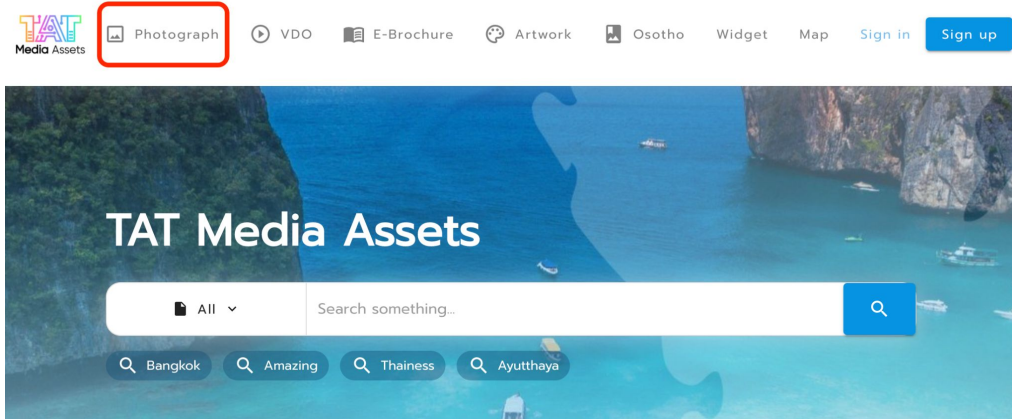 TAT
Media Assets
Photograph
VDO
E-Brochure
Artwork
Osotho
Widget
Map
Sign in
Sign up
TAT Media Assets
All
Search something...
Bangkok
Amazing
Thainess
Ayutthaya